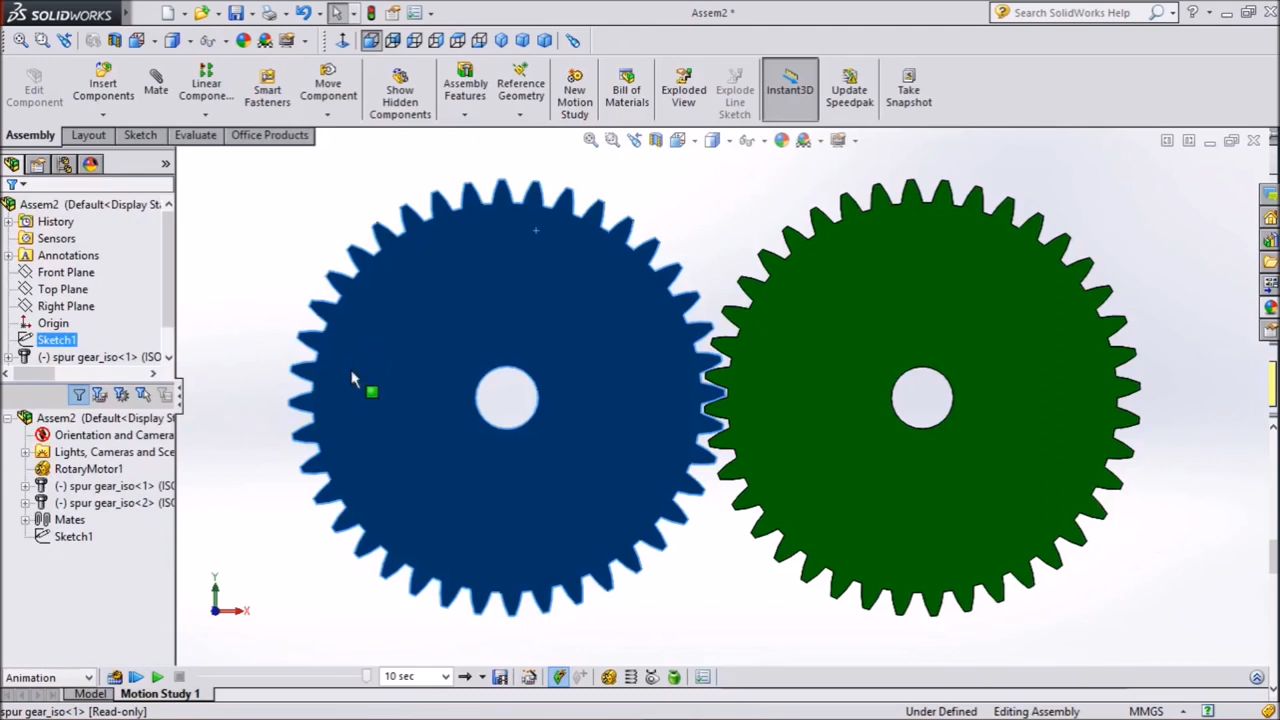 SOLIDWORKS
Assem2 *
Search SolidWorks Help
Edit Component
Insert Components
Mate
Linear Compone...
Smart Fasteners
Move Component
Show Hidden Components
Assembly Features
Reference Geometry
New Motion Study
Bill of Materials
Exploded View
Explode Line Sketch
Instant3D
Update Speedpak
Take Snapshot
Assembly
Layout
Sketch
Evaluate
Office Products
Assem2 (Default<Display Sta
History
Sensors
Annotations
Front Plane
Top Plane
Right Plane
Origin
Sketch1
(-) spur gear_iso<1> (ISO
Assem2 (Default<Display St
Orientation and Camera
Lights, Cameras and Sce
RotaryMotor1
(-) spur gear_iso<1> (ISO
(-) spur gear_iso<2> (ISO
Mates
Sketch1
Y
X
Animation
10 sec
Model
Motion Study 1
spur gear_iso<1> [Read-only]
Under Defined
Editing Assembly
MMGS